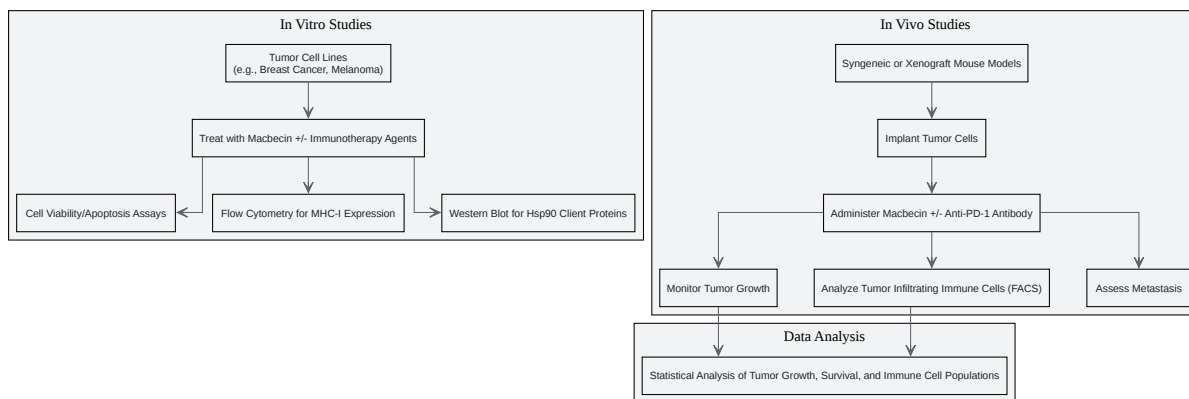 In Vitro Studies
Tumor Cell Lines
(e.g., Breast Cancer, Melanoma)
Treat with Macbecin +/- Immunotherapy Agents
Cell Viability/Apoptosis Assays
Flow Cytometry for MHC-I Expression
Western Blot for Hsp90 Client Proteins
In Vivo Studies
Syngeneic or Xenograft Mouse Models
Implant Tumor Cells
Administer Macbecin +/- Anti-PD-1 Antibody
Monitor Tumor Growth
Analyze Tumor Infiltrating Immune Cells (FACS)
Assess Metastasis
Data Analysis
Statistical Analysis of Tumor Growth, Survival, and Immune Cell Populations